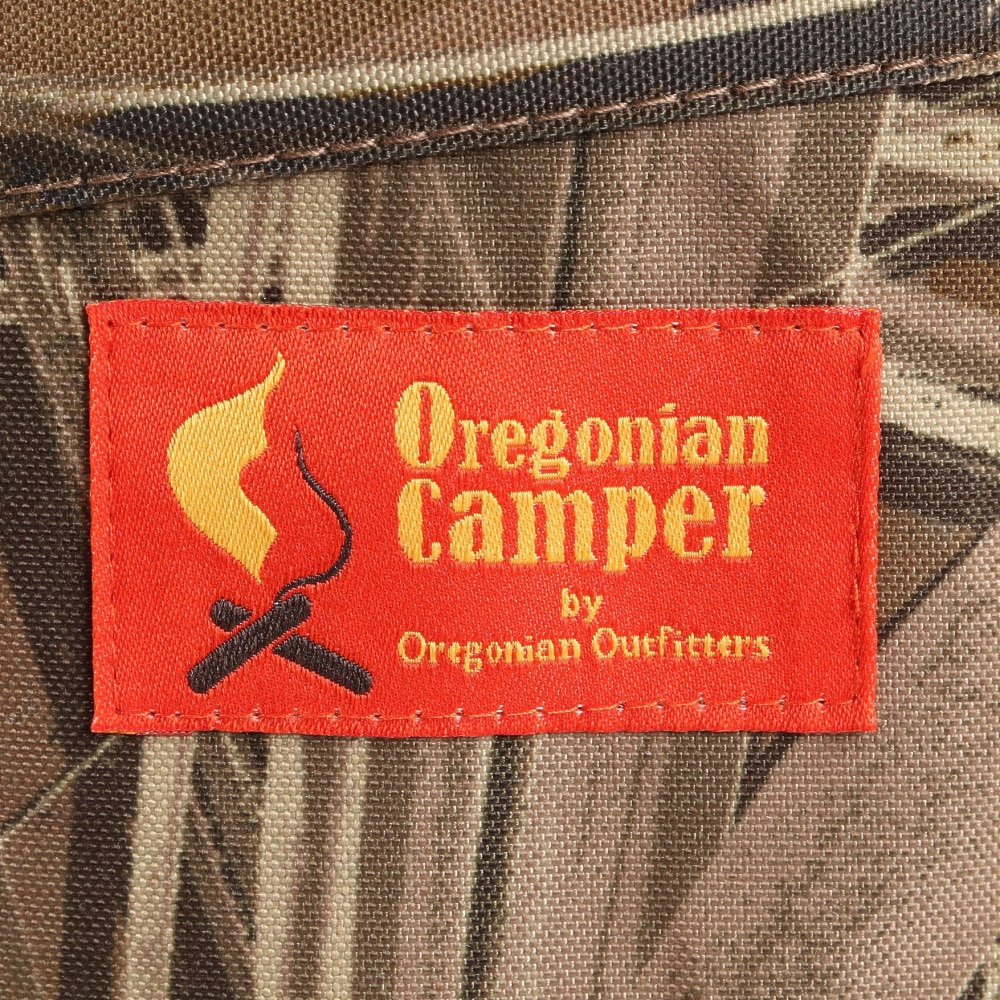 Oregonian
Camper
by
Oregonian Outfitters